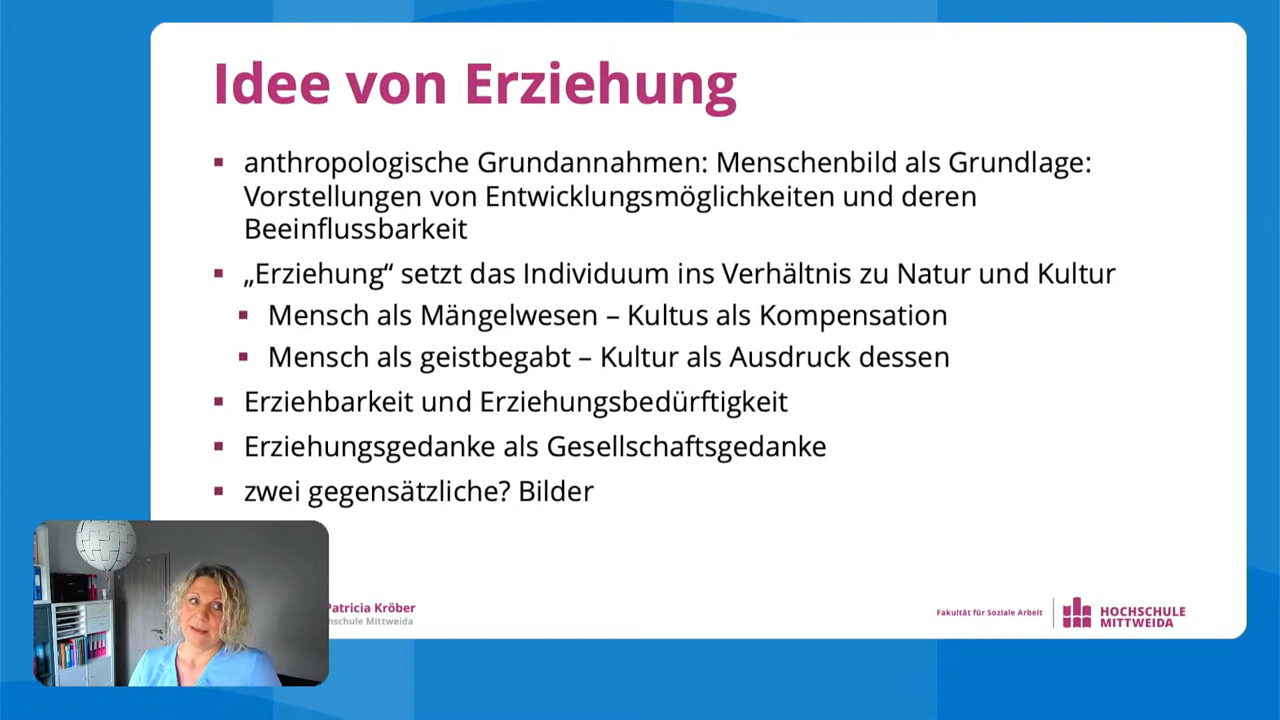 Idee von Erziehung
anthropologische Grundannahmen: Menschenbild als Grundlage:
Vorstellungen von Entwicklungsmöglichkeiten und deren
Beeinflussbarkeit
„Erziehung“ setzt das Individuum ins Verhältnis zu Natur und Kultur
Mensch als Mängelwesen – Kultus als Kompensation
Mensch als geistbegabt – Kultur als Ausdruck dessen
Erziehbarkeit und Erziehungsbedürftigkeit
Erziehungsgedanke als Gesellschaftsgedanke
zwei gegensätzliche? Bilder
Patricia Kröber
Mittweida
Fakultät für Soziale Arbeit
HOCHSCHULE
MITTWEIDA